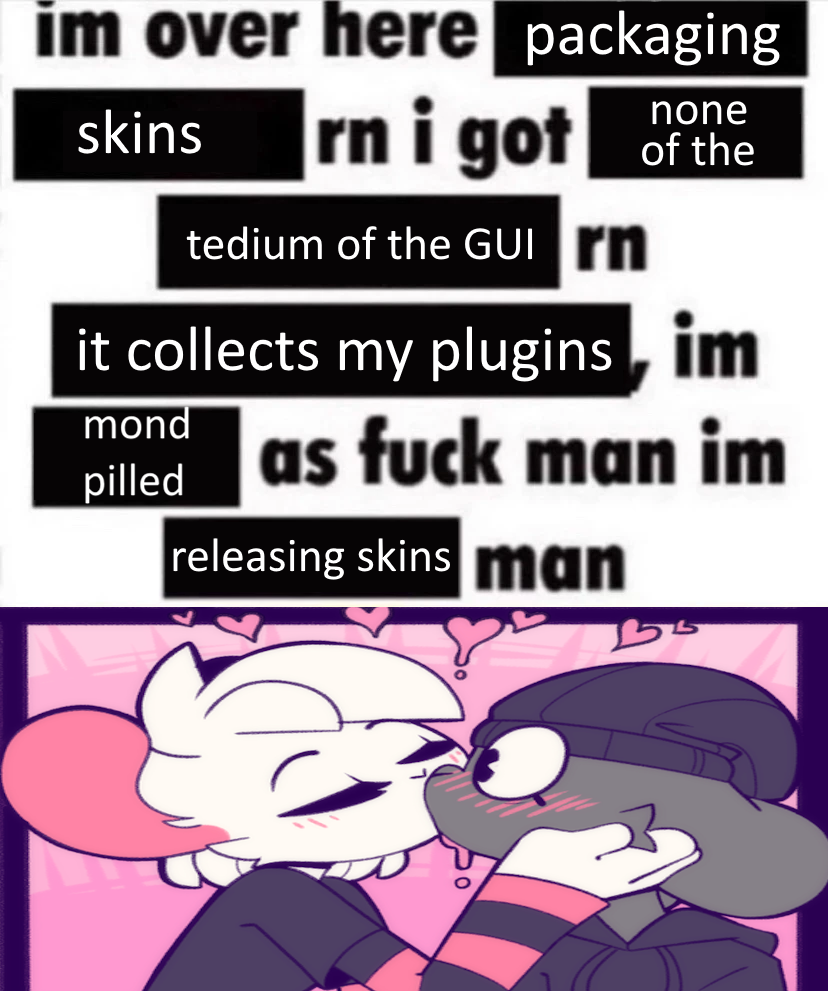 im over here packaging
skins rn i got none
of the
tedium of the GUI rn
it collects my plugins, im
mond
pilled as fuck man im
releasing skins man